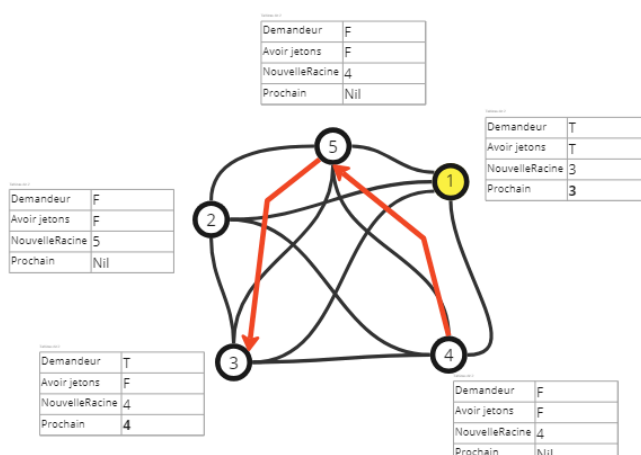 Demandeur F
Avoir jetons F
NouvelleRacine 4
Prochain Nil
Demandeur T
Avoir jetons T
NouvelleRacine 3
Prochain 3
5
1
Demandeur F
Avoir jetons F
NouvelleRacine 5
Prochain Nil
2
3
4
Demandeur T
Avoir jetons F
NouvelleRacine 4
Prochain 4
Demandeur F
Avoir jetons F
NouvelleRacine 4
Prochain Nil